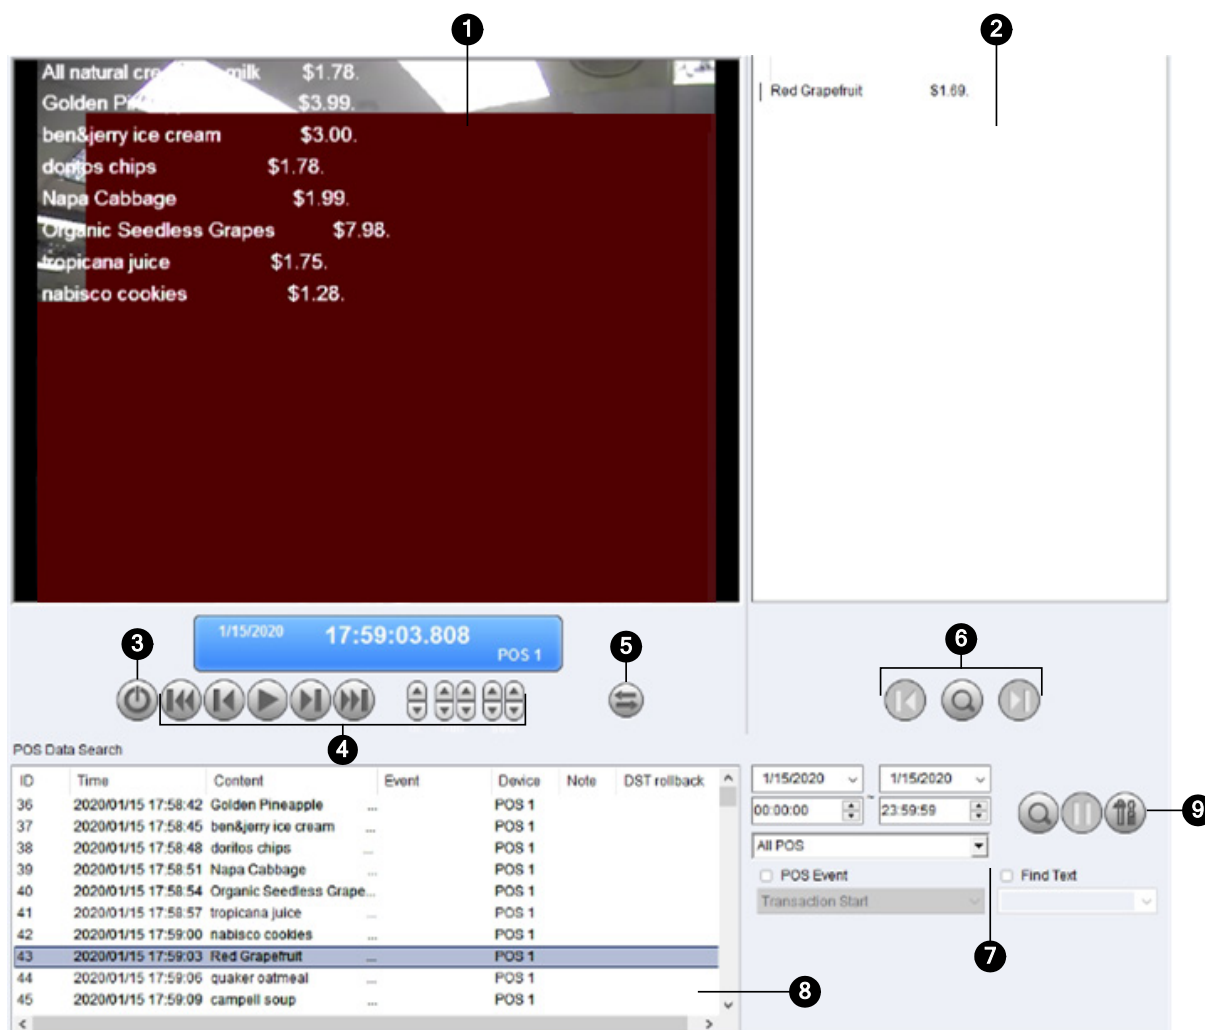 1
2
All natural cre milk $1.78.
Golden Pi $3.99.
ben&jerry ice cream $3.00.
doritos chips $1.78.
Napa Cabbage $1.99.
Organic Seedless Grapes $7.98.
tropicana juice $1.75.
nabisco cookies $1.28.
Red Grapefruit $1.69.
3
1/15/2020 17:59:03.808
POS 1
5
6
4
POS Data Search
ID Time Content Event Device Note DST rollback
36 2020/01/15 17:58:42 Golden Pineapple ... POS 1
37 2020/01/15 17:58:45 ben&jerry ice cream ... POS 1
38 2020/01/15 17:58:48 doritos chips ... POS 1
39 2020/01/15 17:58:51 Napa Cabbage ... POS 1
40 2020/01/15 17:58:54 Organic Seedless Grape... POS 1
41 2020/01/15 17:58:57 tropicana juice ... POS 1
42 2020/01/15 17:59:00 nabisco cookies ... POS 1
43 2020/01/15 17:59:03 Red Grapefruit ... POS 1
44 2020/01/15 17:59:06 quaker oatmeal ... POS 1
45 2020/01/15 17:59:09 campell soup ... POS 1
1/15/2020 1/15/2020
00:00:00 ~ 23:59:59
9
All POS
POS Event Find Text
Transaction Start
7
8